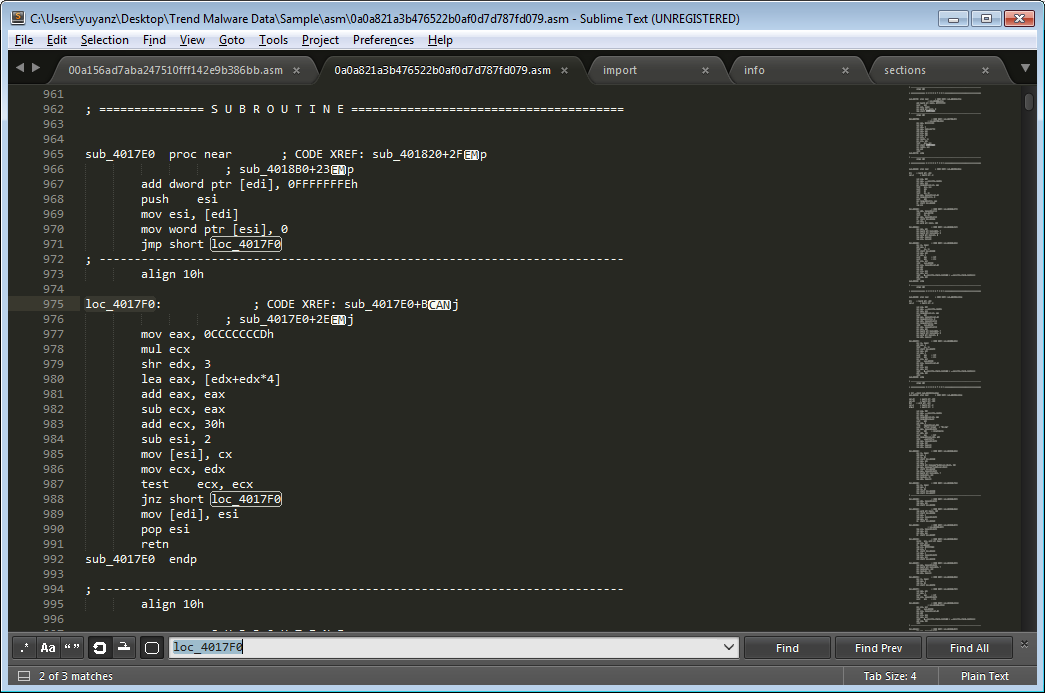 C:\Users\yuyanz\Desktop\Trend Malware Data\Sample\asm\0a0a821a3b476522b0af0d7d787fd079.asm - Sublime Text (UNREGISTERED)
File Edit Selection Find View Goto Tools Project Preferences Help
00a156ad7aba247510fff142e9b386bb.asm × 0a0a821a3b476522b0af0d7d787fd079.asm × import × info × sections ×
961
962 ; =============== S U B R O U T I N E =======================================
963
964
965 sub_4017E0 proc near ; CODE XREF: sub_401820+2FEMp
966 ; sub_4018B0+23EMp
967 add dword ptr [edi], 0FFFFFFFEh
968 push esi
969 mov esi, [edi]
970 mov word ptr [esi], 0
971 jmp short loc_4017F0
972 ; ---------------------------------------------------------------------------
973 align 10h
974
975 loc_4017F0: ; CODE XREF: sub_4017E0+BCANj
976 ; sub_4017E0+2EEMj
977 mov eax, 0CCCCCCCDh
978 mul ecx
979 shr edx, 3
980 lea eax, [edx+edx*4]
981 add eax, eax
982 sub ecx, eax
983 add ecx, 30h
984 sub esi, 2
985 mov [esi], cx
986 mov ecx, edx
987 test ecx, ecx
988 jnz short loc_4017F0
989 mov [edi], esi
990 pop esi
991 retn
992 sub_4017E0 endp
993
994 ; ---------------------------------------------------------------------------
995 align 10h
996
.* Aa “” loc_4017F0 Find Find Prev Find All ×
2 of 3 matches Tab Size: 4 Plain Text